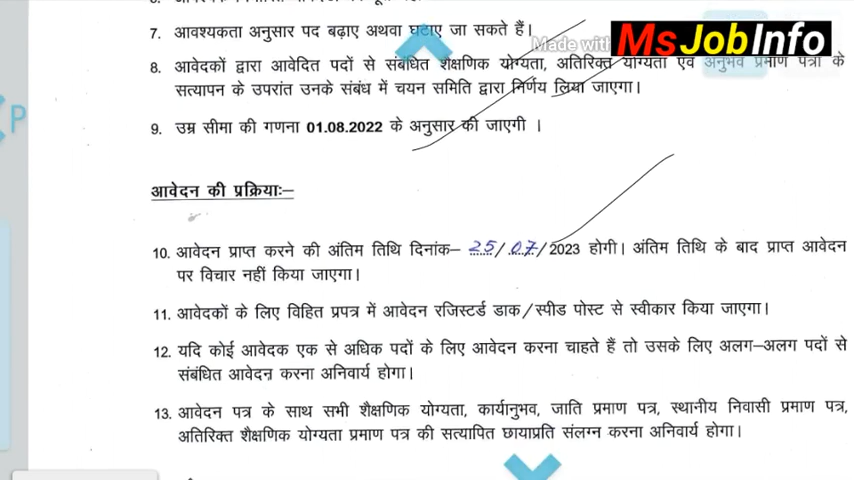 7. आवश्यकता अनुसार पद बढ़ाए अथवा घटाए जा सकते हैं।
Made with
MsJobInfo
8. आवेदकों द्वारा आवेदित पदों से संबंधित शैक्षणिक योग्यता, अतिरिक्त योग्यता एवं अनुभव प्रमाण पत्रों के
सत्यापन के उपरांत उनके संबंध में चयन समिति द्वारा निर्णय लिया जाएगा।
P
9. उम्र सीमा की गणना 01.08.2022 के अनुसार की जाएगी ।
आवेदन की प्रक्रियाः—
10. आवेदन प्राप्त करने की अंतिम तिथि दिनांक— 25/07/2023 होगी। अंतिम तिथि के बाद प्राप्त आवेदन
पर विचार नहीं किया जाएगा।
11. आवेदकों के लिए विहित प्रपत्र में आवेदन रजिस्टर्ड डाक/स्पीड पोस्ट से स्वीकार किया जाएगा।
12. यदि कोई आवेदक एक से अधिक पदों के लिए आवेदन करना चाहते हैं तो उसके लिए अलग—अलग पदों से
संबंधित आवेदन करना अनिवार्य होगा।
13. आवेदन पत्र के साथ सभी शैक्षणिक योग्यता, कार्यानुभव, जाति प्रमाण पत्र, स्थानीय निवासी प्रमाण पत्र,
अतिरिक्त शैक्षणिक योग्यता प्रमाण पत्र की सत्यापित छायाप्रति संलग्न करना अनिवार्य होगा।